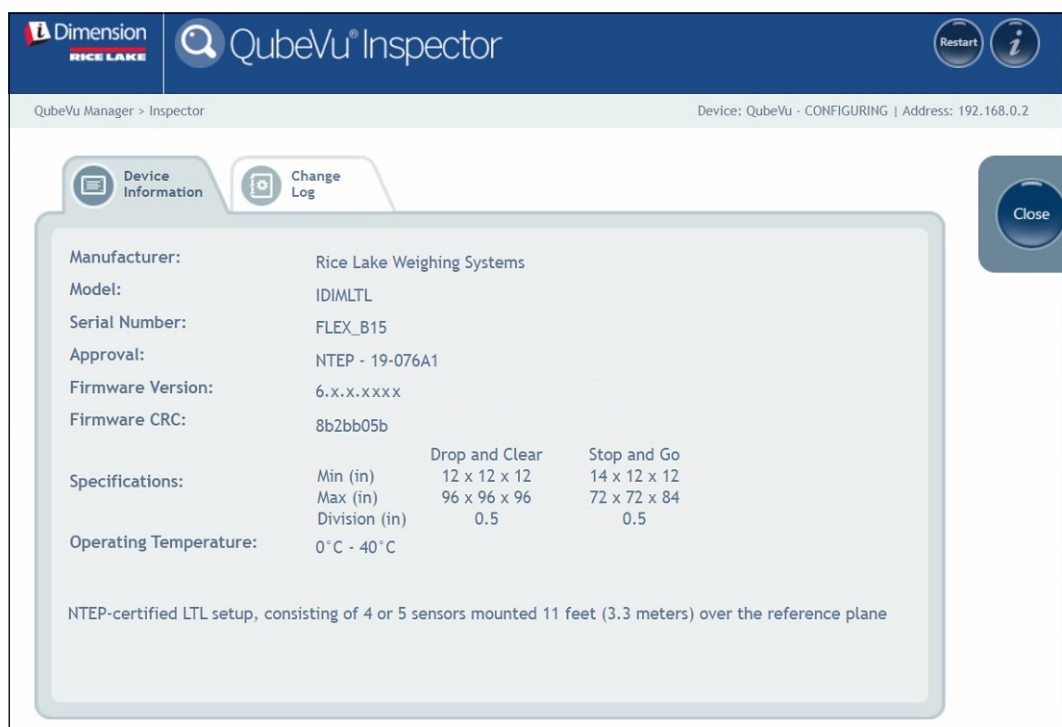 iDimension
RICE LAKE
QubeVu® Inspector
Restart
i
QubeVu Manager > Inspector
Device: QubeVu - CONFIGURING | Address: 192.168.0.2
Device
Information
Change
Log
Close
Manufacturer: Rice Lake Weighing Systems
Model: IDIMLTL
Serial Number: FLEX_B15
Approval: NTEP - 19-076A1
Firmware Version: 6.x.x.xxxx
Firmware CRC: 8b2bb05b
Drop and Clear Stop and Go
Specifications: Min (in) 12 x 12 x 12 14 x 12 x 12
Max (in) 96 x 96 x 96 72 x 72 x 84
Division (in) 0.5 0.5
Operating Temperature: 0°C - 40°C
NTEP-certified LTL setup, consisting of 4 or 5 sensors mounted 11 feet (3.3 meters) over the reference plane